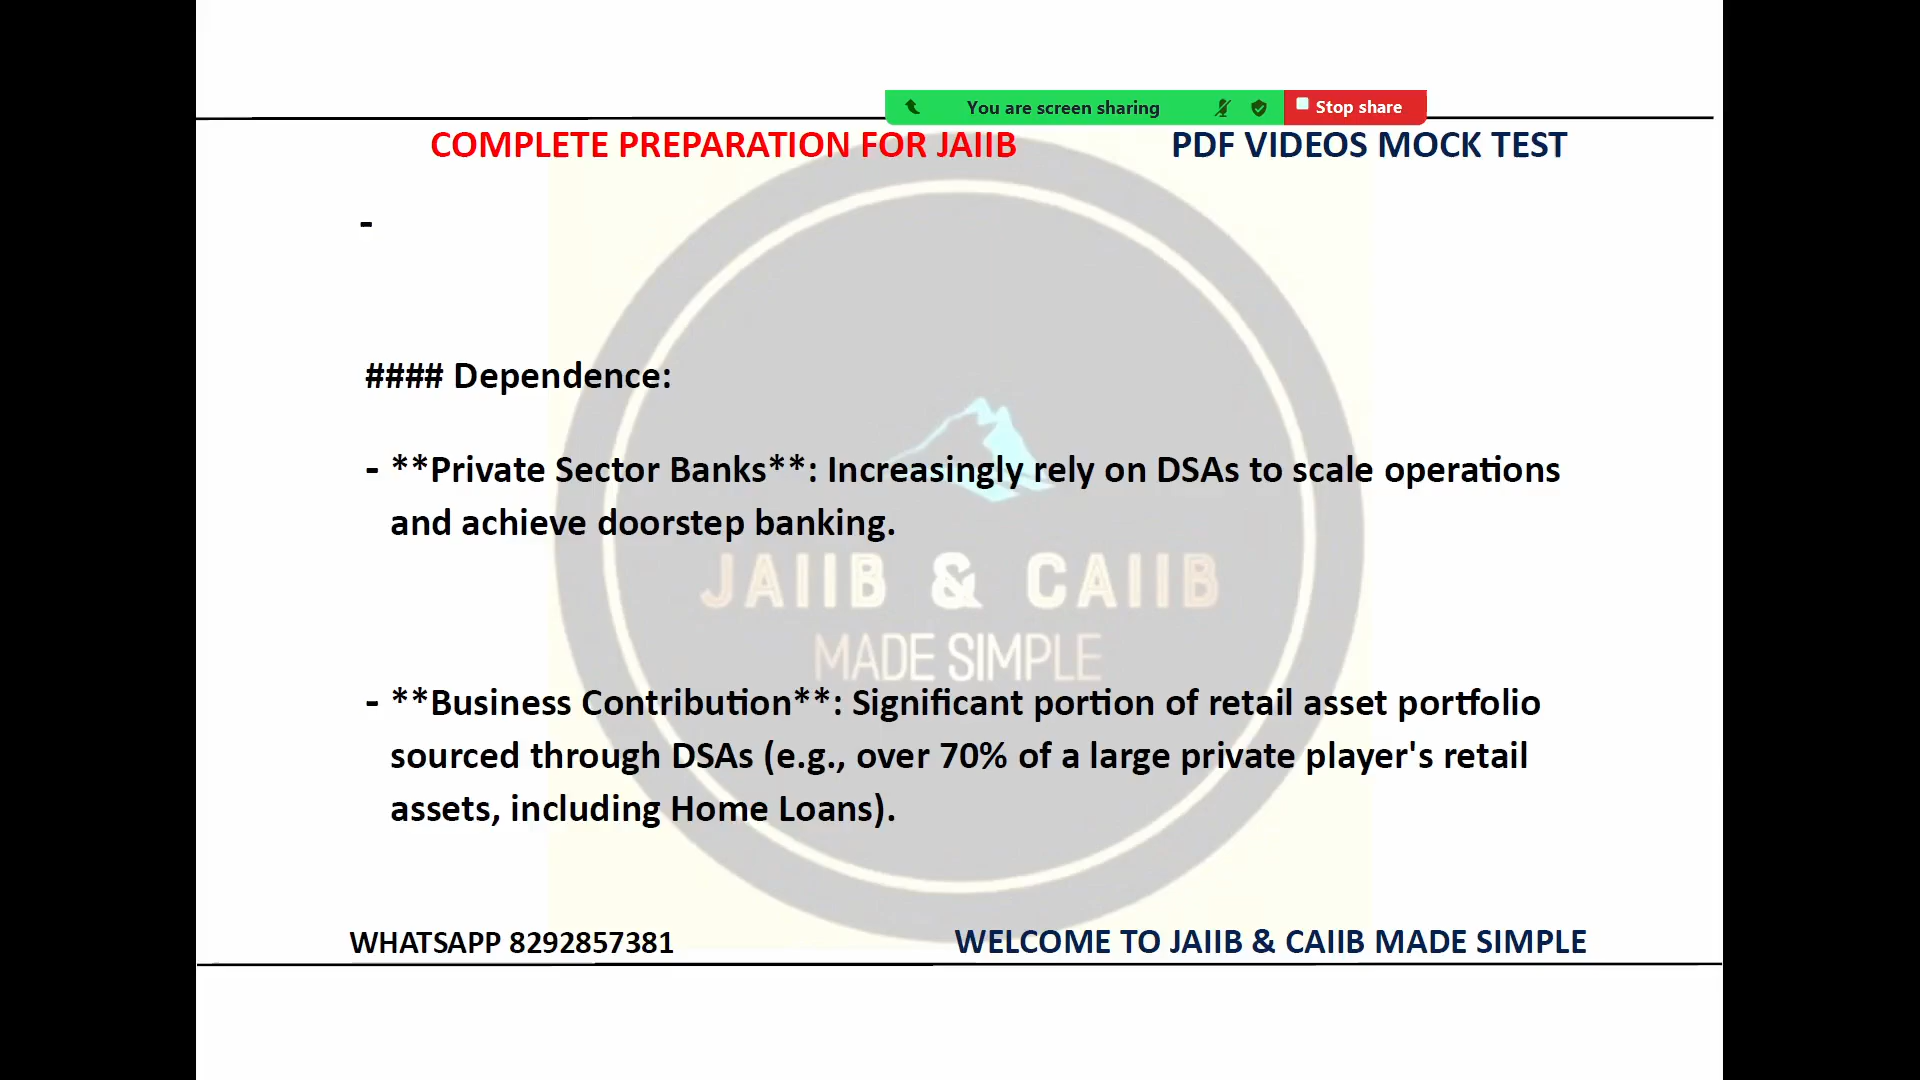 You are screen sharing Stop share
COMPLETE PREPARATION FOR JAIIB PDF VIDEOS MOCK TEST
-
#### Dependence:
- **Private Sector Banks**: Increasingly rely on DSAs to scale operations
and achieve doorstep banking.
JAIIB & CAIIB
MADE SIMPLE
- **Business Contribution**: Significant portion of retail asset portfolio
sourced through DSAs (e.g., over 70% of a large private player's retail
assets, including Home Loans).
WHATSAPP 8292857381 WELCOME TO JAIIB & CAIIB MADE SIMPLE